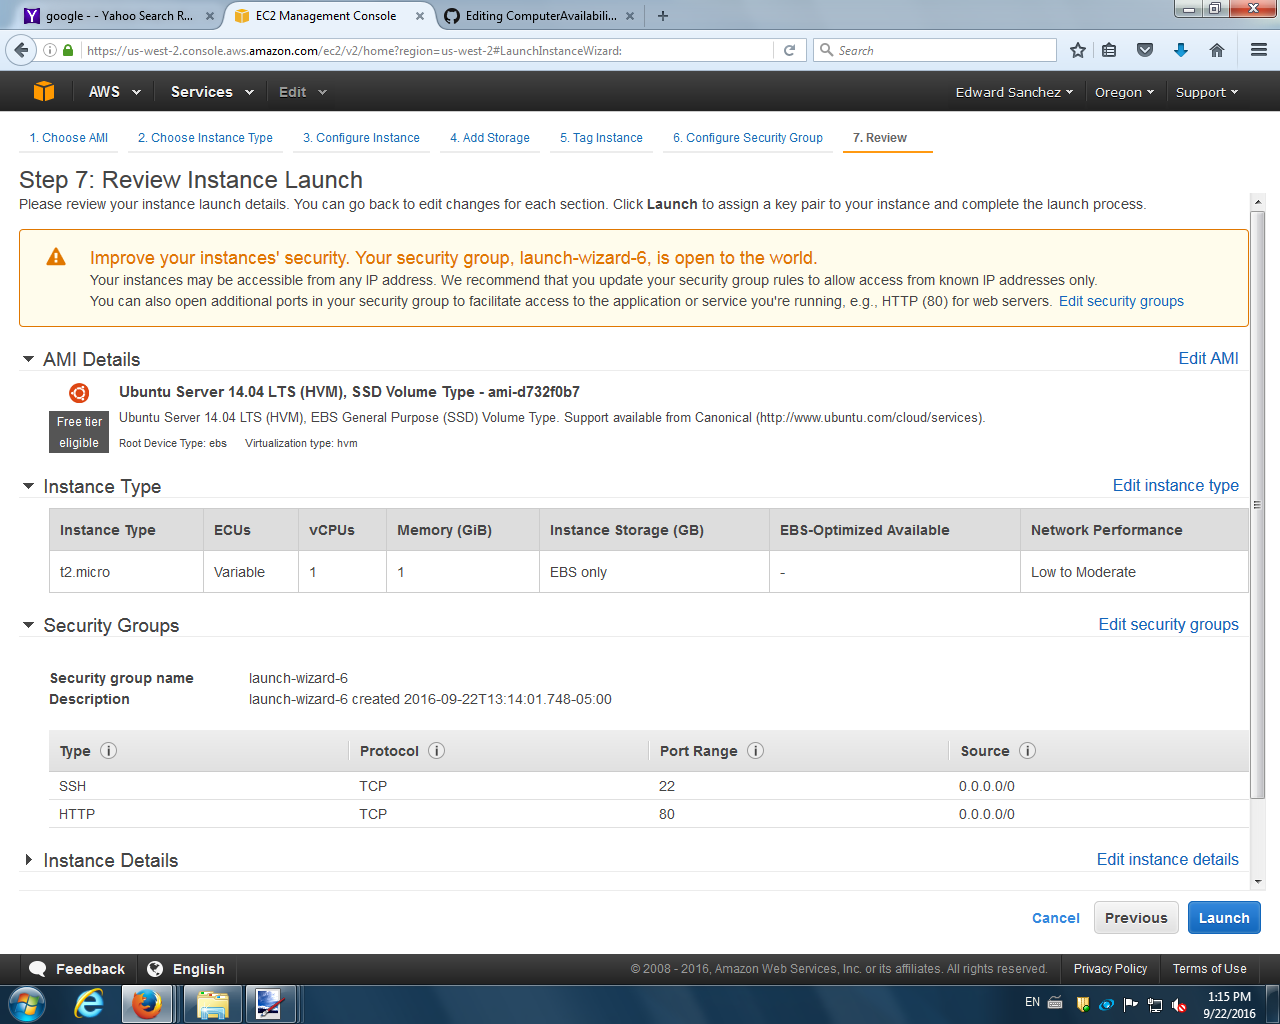 google - - Yahoo Search R...
EC2 Management Console
Editing ComputerAvailabili...
https://us-west-2.console.aws.amazon.com/ec2/v2/home?region=us-west-2#LaunchInstanceWizard:
Search
AWS
Services
Edit
Edward Sanchez
Oregon
Support
1. Choose AMI
2. Choose Instance Type
3. Configure Instance
4. Add Storage
5. Tag Instance
6. Configure Security Group
7. Review
Step 7: Review Instance Launch
Please review your instance launch details. You can go back to edit changes for each section. Click Launch to assign a key pair to your instance and complete the launch process.
Improve your instances' security. Your security group, launch-wizard-6, is open to the world.
Your instances may be accessible from any IP address. We recommend that you update your security group rules to allow access from known IP addresses only.
You can also open additional ports in your security group to facilitate access to the application or service you're running, e.g., HTTP (80) for web servers. Edit security groups
AMI Details
Edit AMI
Ubuntu Server 14.04 LTS (HVM), SSD Volume Type - ami-d732f0b7
Free tier
eligible
Ubuntu Server 14.04 LTS (HVM), EBS General Purpose (SSD) Volume Type. Support available from Canonical (http://www.ubuntu.com/cloud/services).
Root Device Type: ebs Virtualization type: hvm
Instance Type
Edit instance type
Instance Type ECUs vCPUs Memory (GiB) Instance Storage (GB) EBS-Optimized Available Network Performance
t2.micro Variable 1 1 EBS only - Low to Moderate
Security Groups
Edit security groups
Security group name launch-wizard-6
Description launch-wizard-6 created 2016-09-22T13:14:01.748-05:00
Type Protocol Port Range Source
SSH TCP 22 0.0.0.0/0
HTTP TCP 80 0.0.0.0/0
Instance Details
Edit instance details
Cancel
Previous
Launch
Feedback
English
© 2008 - 2016, Amazon Web Services, Inc. or its affiliates. All rights reserved.
Privacy Policy
Terms of Use
EN
1:15 PM
9/22/2016